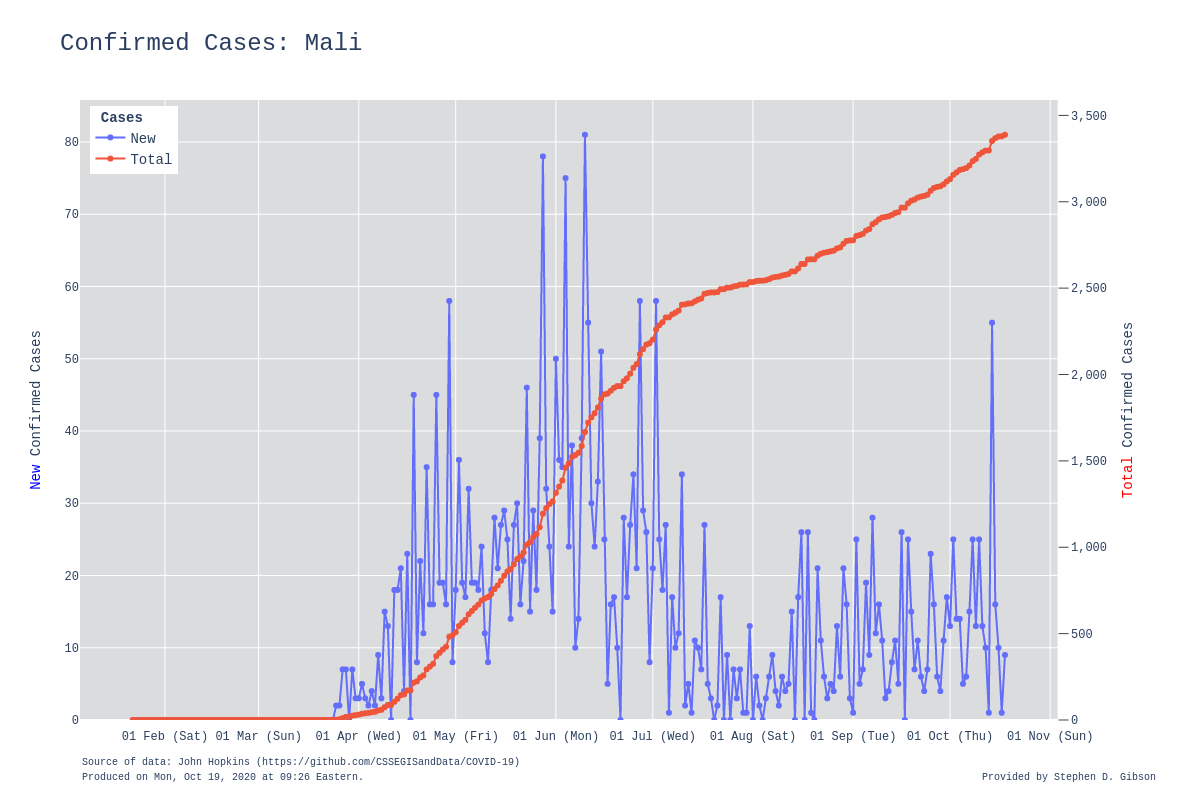 Confirmed Cases: Mali
Cases
New
Total
80
70
60
50
40
30
20
10
0
3,500
3,000
2,500
2,000
1,500
1,000
500
0
New Confirmed Cases
Total Confirmed Cases
01 Feb (Sat) 01 Mar (Sun) 01 Apr (Wed) 01 May (Fri) 01 Jun (Mon) 01 Jul (Wed) 01 Aug (Sat) 01 Sep (Tue) 01 Oct (Thu) 01 Nov (Sun)
Source of data: John Hopkins (https://github.com/CSSEGISandData/COVID-19)
Produced on Mon, Oct 19, 2020 at 09:26 Eastern.
Provided by Stephen D. Gibson